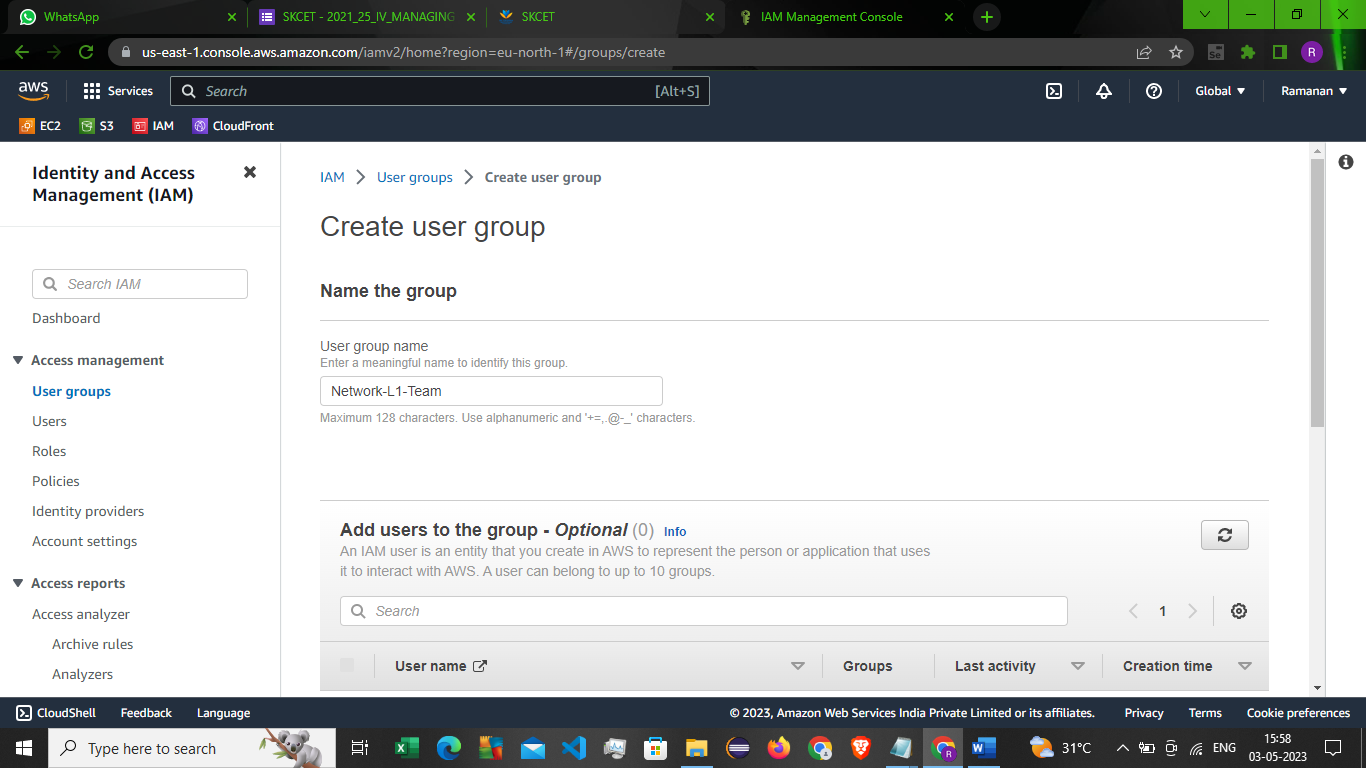 WhatsApp
SKCET - 2021_25_IV_MANAGING
SKCET
IAM Management Console
us-east-1.console.aws.amazon.com/iamv2/home?region=eu-north-1#/groups/create
Se
R
aws
Services
Search
[Alt+S]
Global
Ramanan
EC2
S3
IAM
CloudFront
Identity and Access
Management (IAM)
Search IAM
Dashboard
Access management
User groups
Users
Roles
Policies
Identity providers
Account settings
Access reports
Access analyzer
Archive rules
Analyzers
IAM
User groups
Create user group
Create user group
Name the group
User group name
Enter a meaningful name to identify this group.
Network-L1-Team
Maximum 128 characters. Use alphanumeric and '+=,.@-_' characters.
Add users to the group - Optional (0) Info
An IAM user is an entity that you create in AWS to represent the person or application that uses
it to interact with AWS. A user can belong to up to 10 groups.
Search
1
User name
Groups
Last activity
Creation time
CloudShell
Feedback
Language
© 2023, Amazon Web Services India Private Limited or its affiliates.
Privacy
Terms
Cookie preferences
Type here to search
31°C
ENG
15:58
03-05-2023